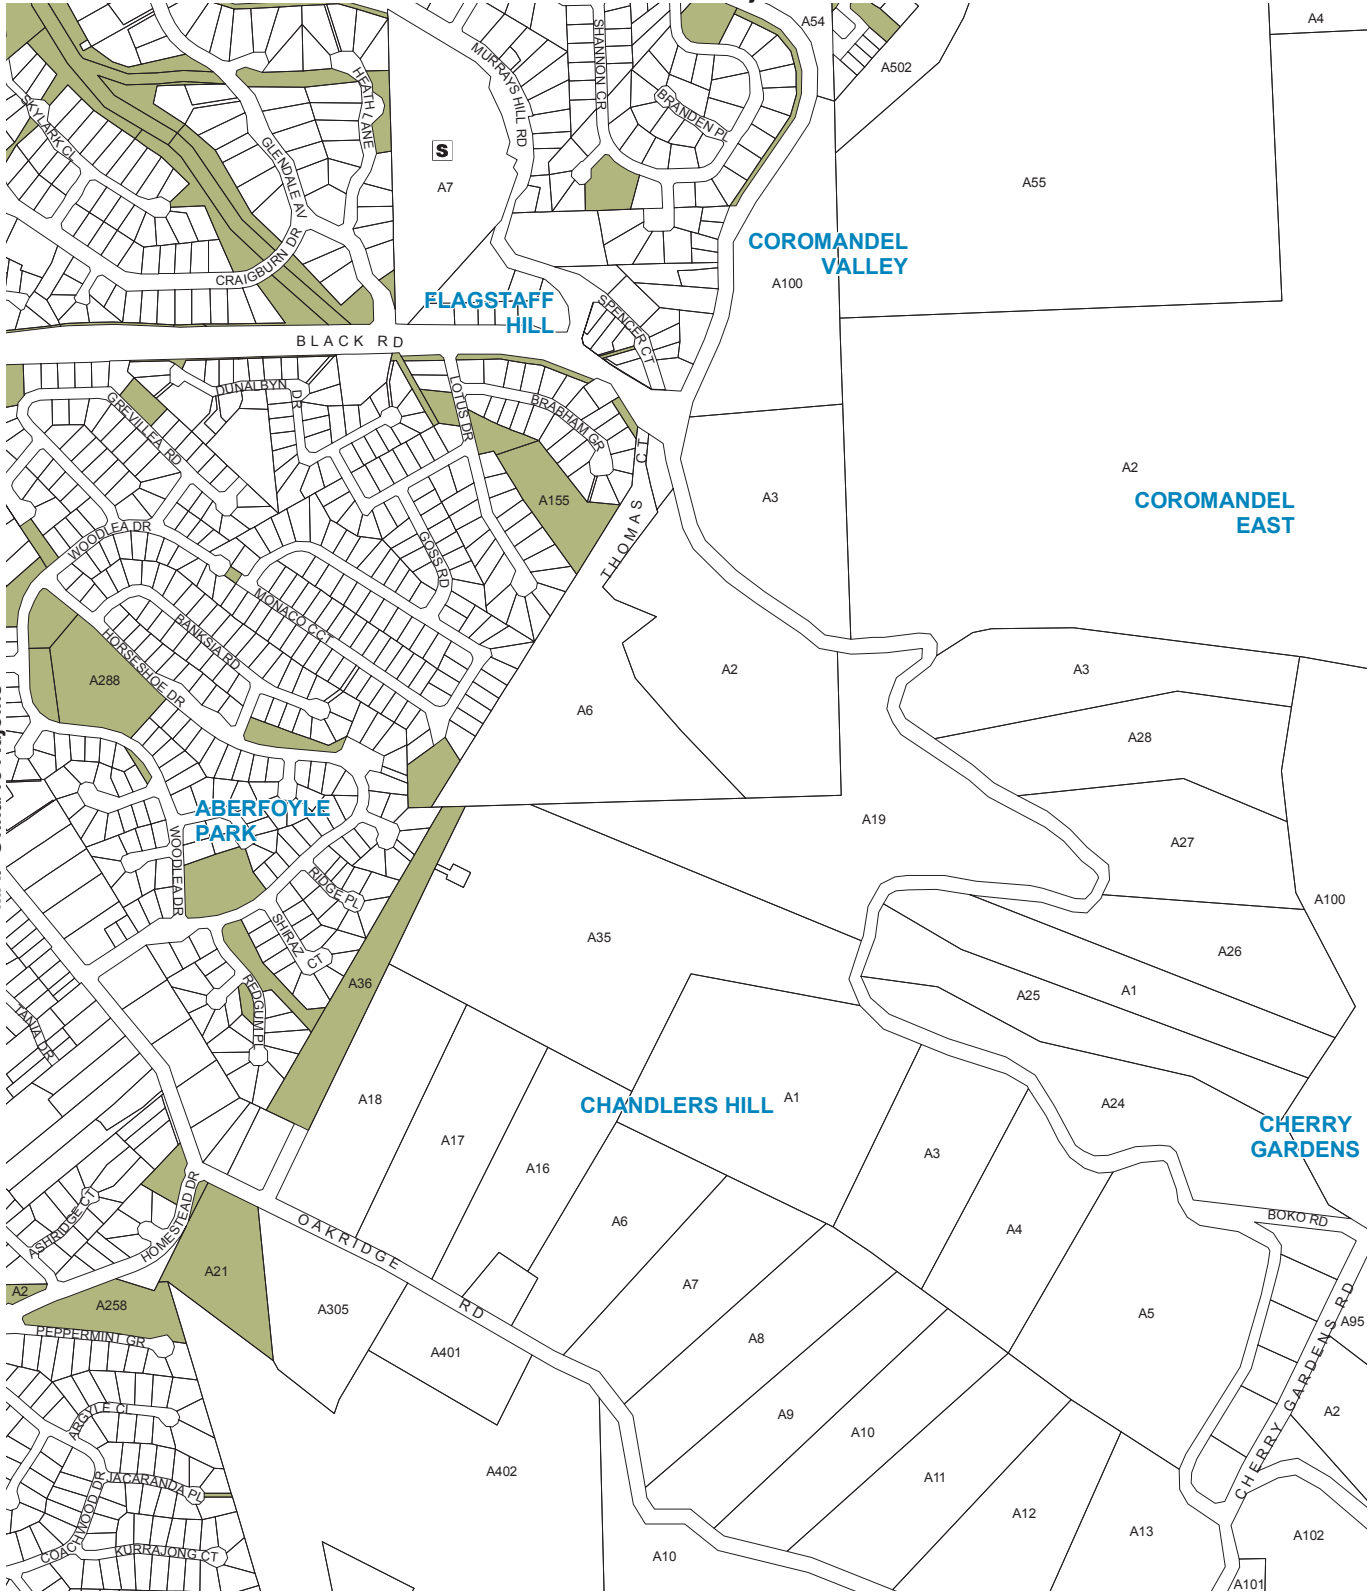 A54
A4
SHANNON CR
MURRAYS HILL RD
A502
HEATH LANE
BRANDEN PL
SKYLARK CL
GLENDALE AV
S
A7
A55
CRAIGBURN DR
COROMANDEL
VALLEY
A100
FLAGSTAFF
HILL
SPENCER CT
BLACK RD
DUNALBYN
DR
LOTUS DR
GREVILLEA RD
BRABHAM GR
A2
COROMANDEL
EAST
A155
A3
THOMAS CT
WOODLEA DR
GOSS RD
MONACO CCT
BANKSIA RD
HORSESHOE DR
A288
A2
A3
A6
A28
ABERFOYLE
PARK
WOODLEA DR
A19
A27
RIDGE PL
A100
SHIRAZ
CT
A35
A26
A36
REDGUM PL
A25
A1
TANIA DR
A18
CHANDLERS HILL
A1
A24
CHERRY
GARDENS
A17
A3
A16
ASHRIDGE CT
HOMESTEAD DR
A6
A4
BOKO RD
OAKRIDGE
RD
A21
A2
A258
A305
A7
A5
A95
PEPPERMINT GR
A401
A8
CHERRY GARDENS RD
ARGYLE CL
A9
A10
A2
JACARANDA PL
A402
A11
COACHWOOD DR
A12
A13
A102
KURRAJONG CT
A10
A101